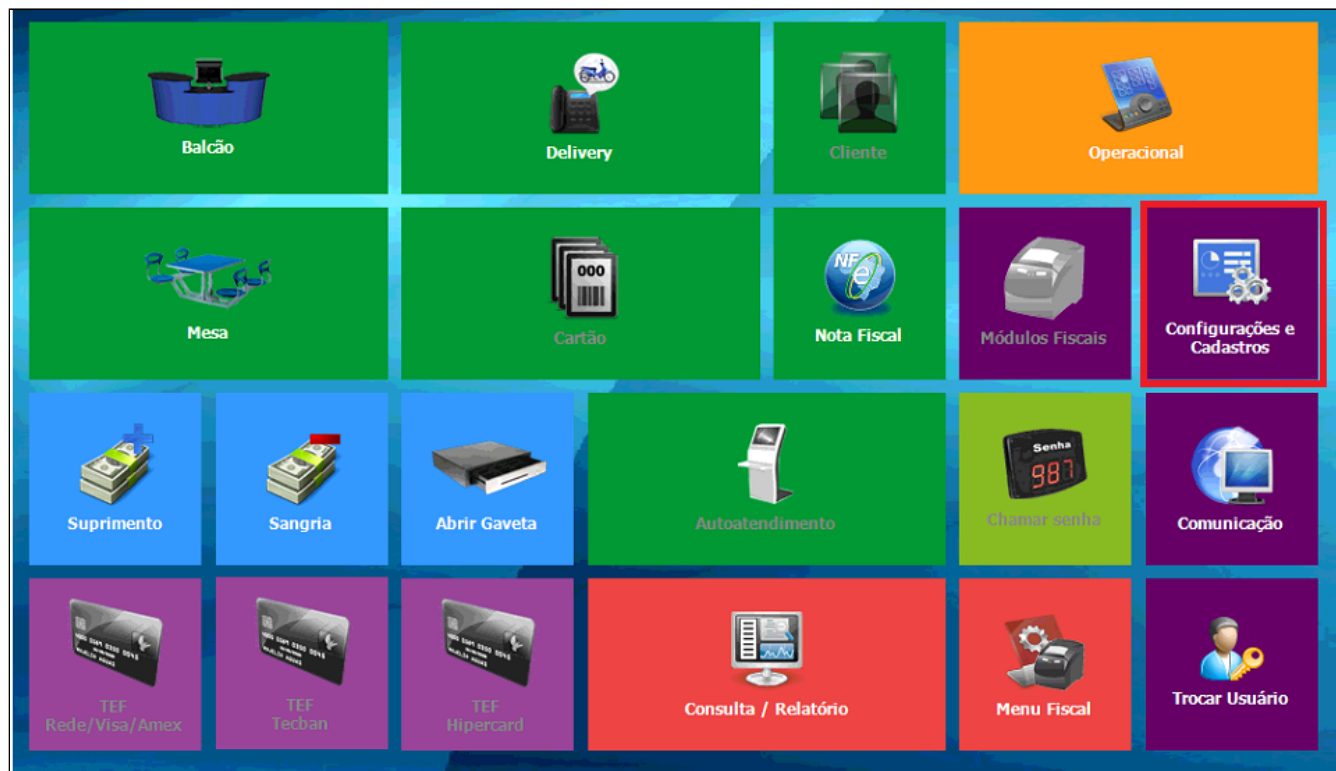 Balcão
Delivery
Cliente
Operacional
Mesa
000
Cartão
NF
e
Nota Fiscal
Módulos Fiscais
Configurações e
Cadastros
Suprimento
Sangria
Abrir Gaveta
Autoatendimento
Senha
987
Chamar senha
Comunicação
TEF
Rede/Visa/Amex
TEF
Tecban
TEF
Hipercard
Consulta / Relatório
Menu Fiscal
Trocar Usuário